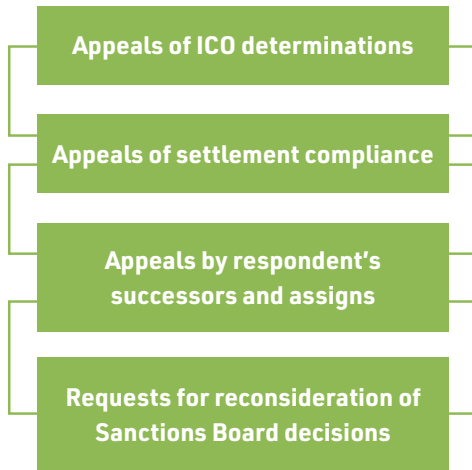 Appeals of ICO determinations
Appeals of settlement compliance
Appeals by respondent’s
successors and assigns
Requests for reconsideration of
Sanctions Board decisions